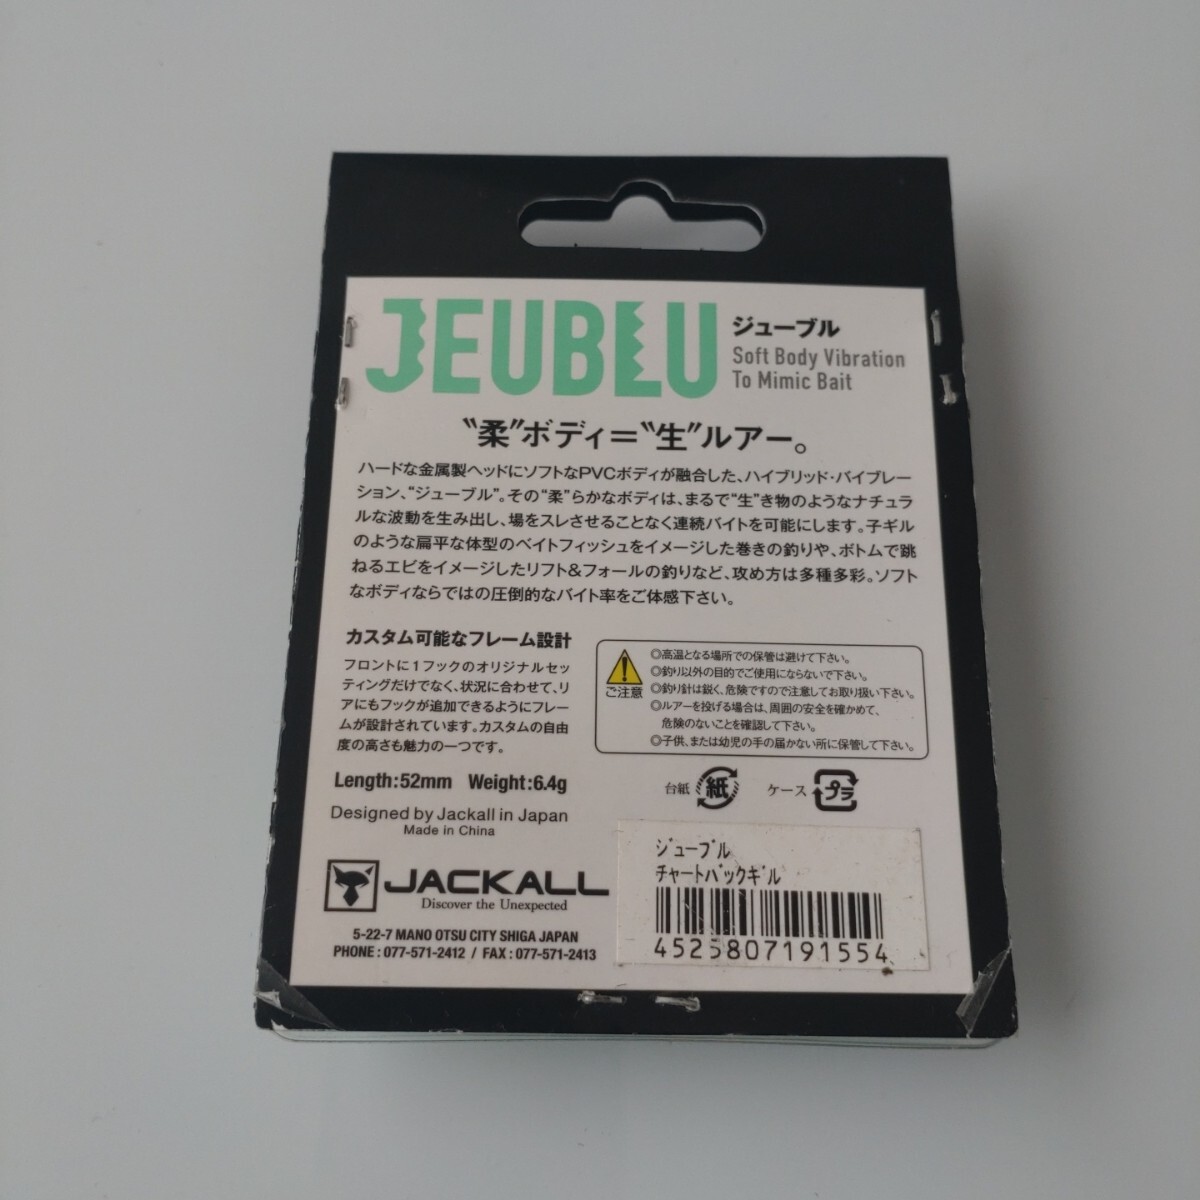 JEUBLU
ジューブル
Soft Body Vibration
To Mimic Bait
“柔”ボディ＝“生”ルアー。
ハードな金属製ヘッドにソフトなPVCボディが融合した、ハイブリッド・バイブレー
ション、“ジューブル”。その“柔”らかなボディは、まるで“生”き物のようなナチュラ
ルな波動を生み出し、場をスレさせることなく連続バイトを可能にします。子ギル
のような扁平な体型のベイトフィッシュをイメージした巻きの釣りや、ボトムで跳
ねるエビをイメージしたリフト&フォールの釣りなど、攻め方は多種多彩。ソフト
なボディならではの圧倒的なバイト率をご体感下さい。
カスタム可能なフレーム設計
フロントに1フックのオリジナルセッ
ティングだけでなく、状況に合わせて、リ
アにもフックが追加できるようにフレー
ムが設計されています。カスタムの自由
度の高さも魅力の一つです。
ご注意
◎高温となる場所での保管は避けて下さい。
◎釣り以外の目的でご使用にならないで下さい。
◎釣り針は鋭く、危険ですので注意してお取り扱い下さい。
◎ルアーを投げる場合は、周囲の安全を確かめて、
危険のないことを確認して下さい。
◎子供、または幼児の手の届かない所に保管して下さい。
Length:52mm Weight:6.4g
Designed by Jackall in Japan
Made in China
台紙 紙 ケース プラ
JACKALL
Discover the Unexpected
5-22-7 MANO OTSU CITY SHIGA JAPAN
PHONE : 077-571-2412 / FAX : 077-571-2413
ｼﾞｭｰﾌﾞﾙ
ﾁｬｰﾄﾊﾞｯｸｷﾞﾙ
4525807191554